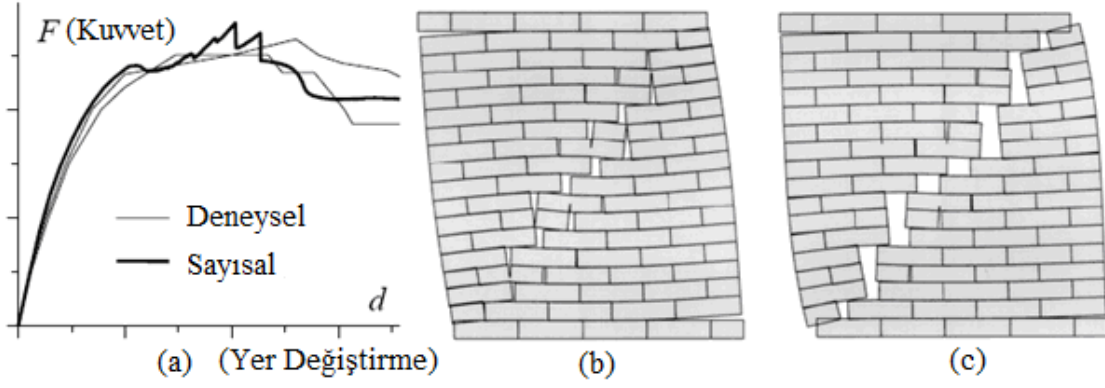 F (Kuvvet)
Deneysel
Sayısal
d
(a) (Yer Değiştirme)
(b)
(c)